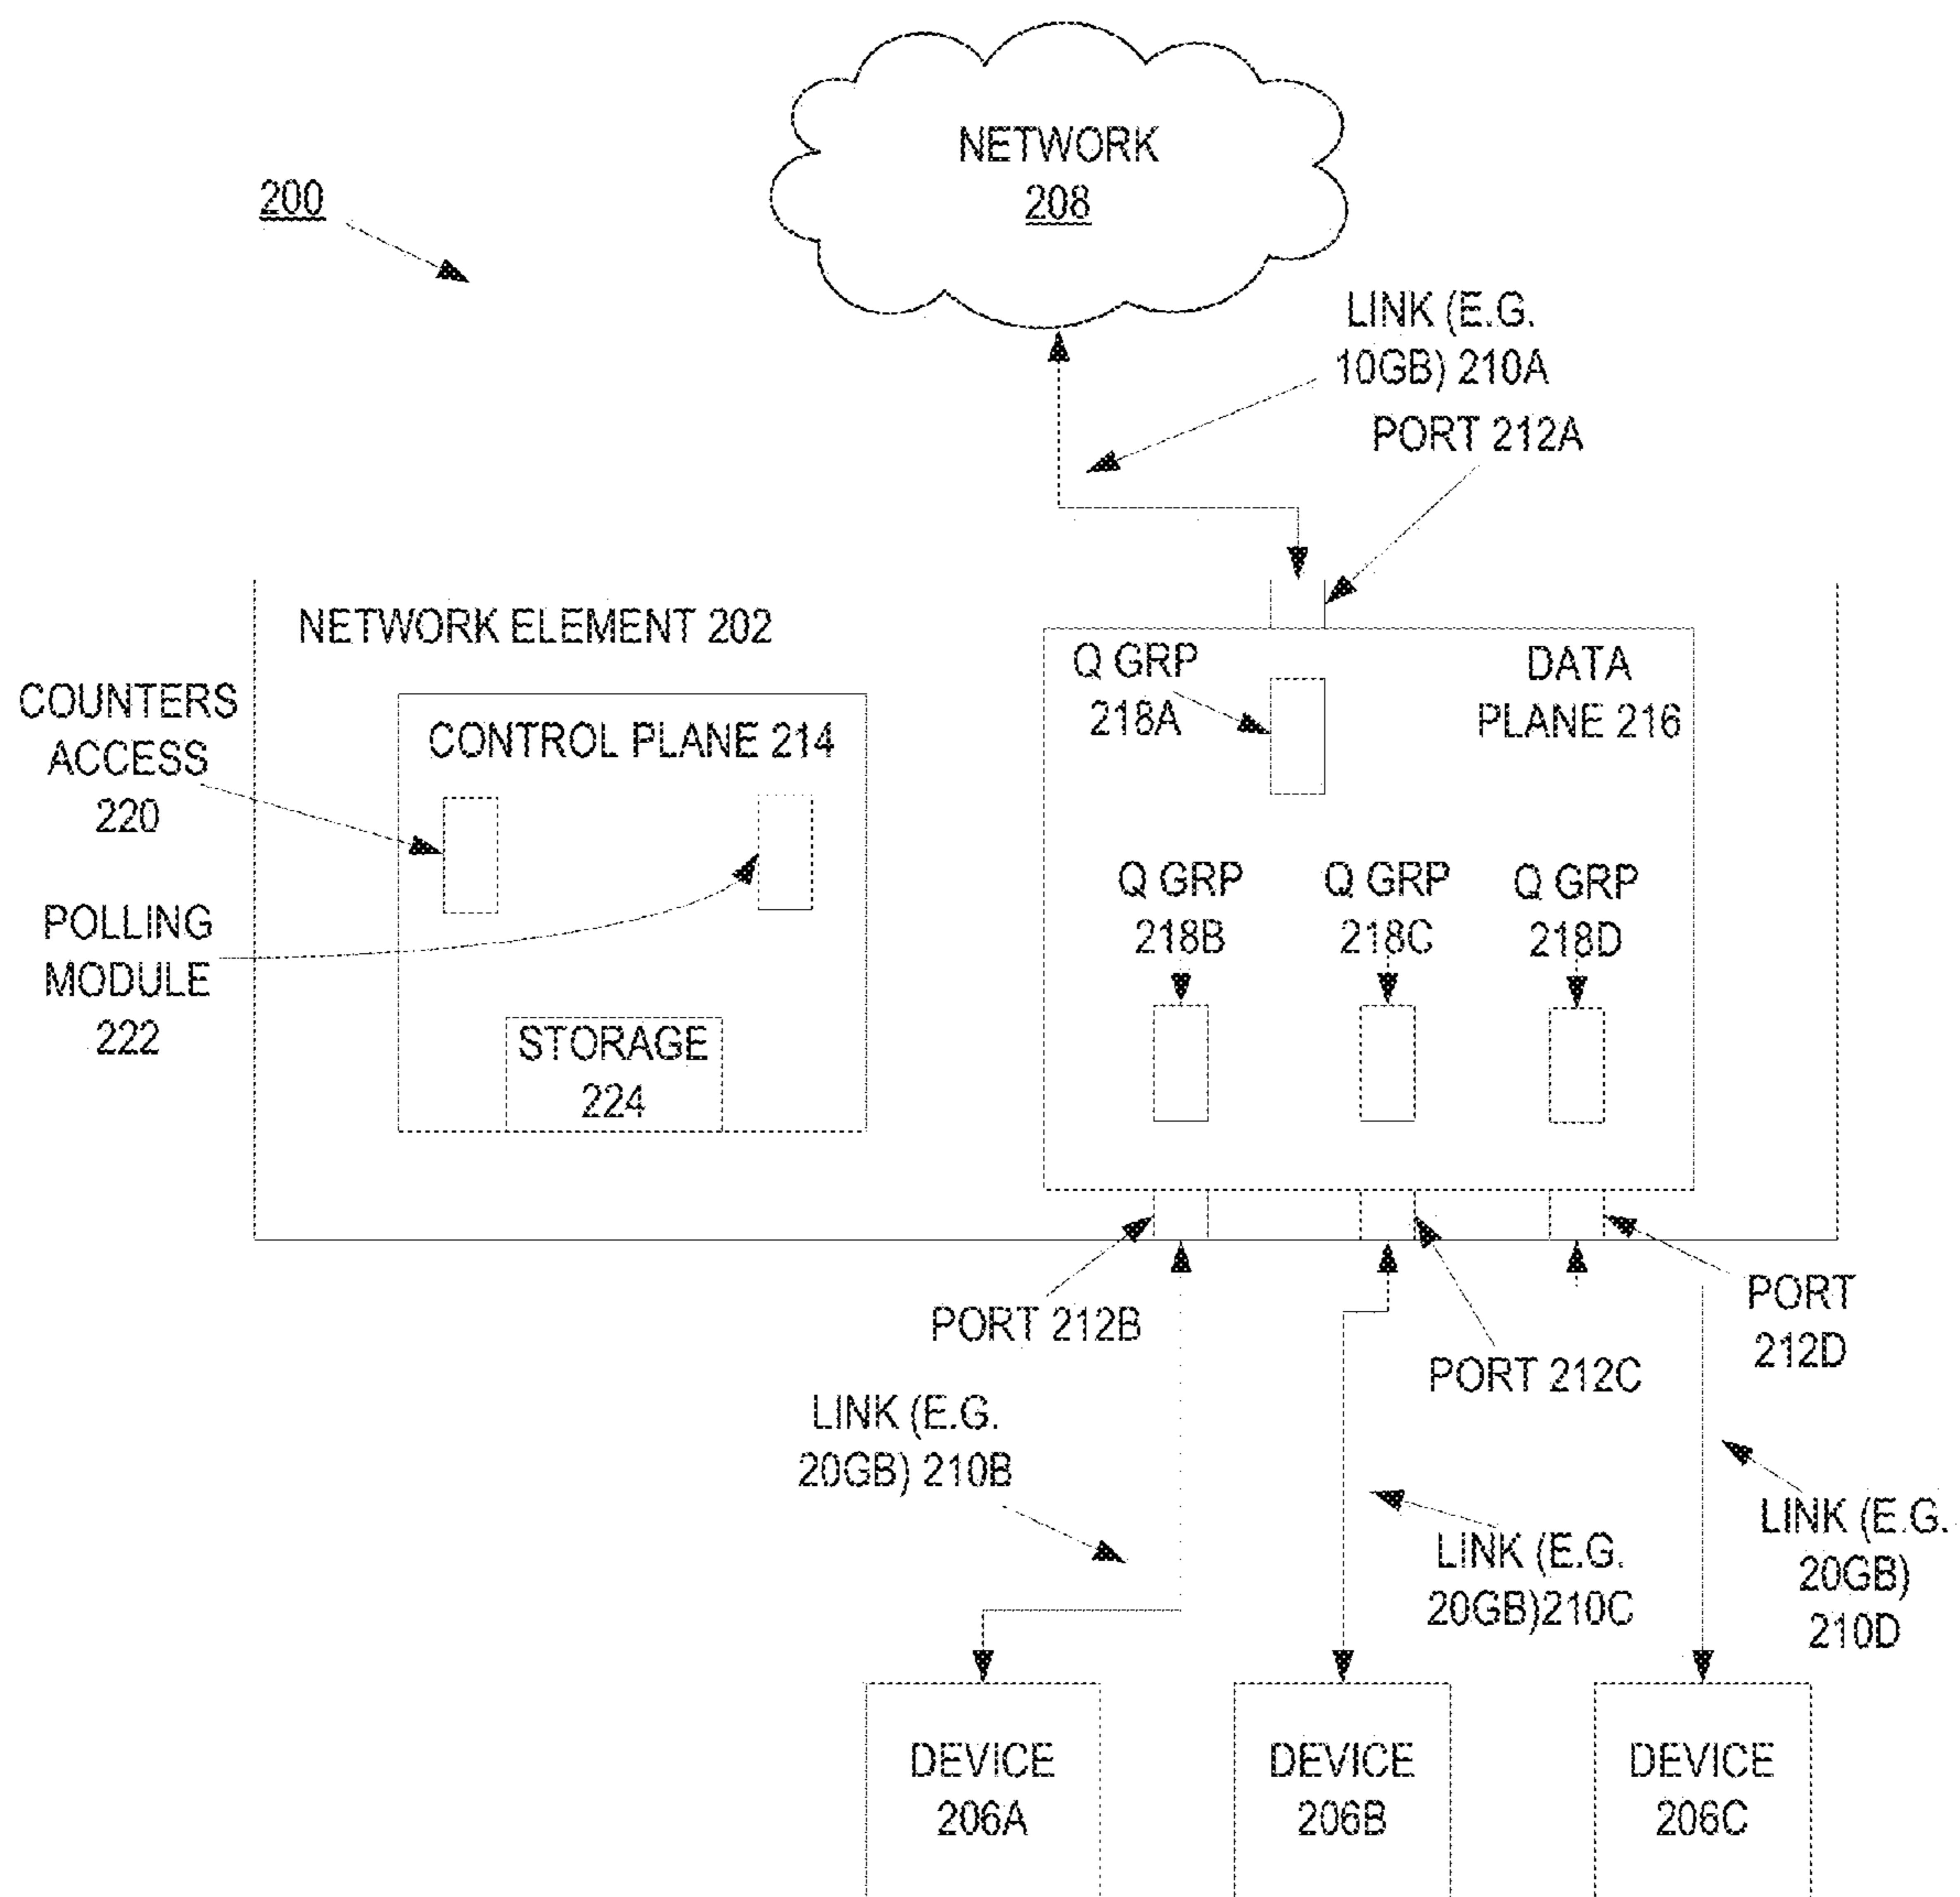 NETWORK
208
200
LINK (E.G.
10GB) 210A
PORT 212A
NETWORK ELEMENT 202
COUNTERS
ACCESS
220
CONTROL PLANE 214
POLLING
MODULE
222
STORAGE
224
Q GRP
218A
DATA
PLANE 216
Q GRP
218B
Q GRP
218C
Q GRP
218D
PORT 212B
PORT 212C
PORT
212D
LINK (E.G.
20GB) 210B
LINK (E.G.
20GB)210C
LINK (E.G.
20GB)
210D
DEVICE
206A
DEVICE
206B
DEVICE
206C